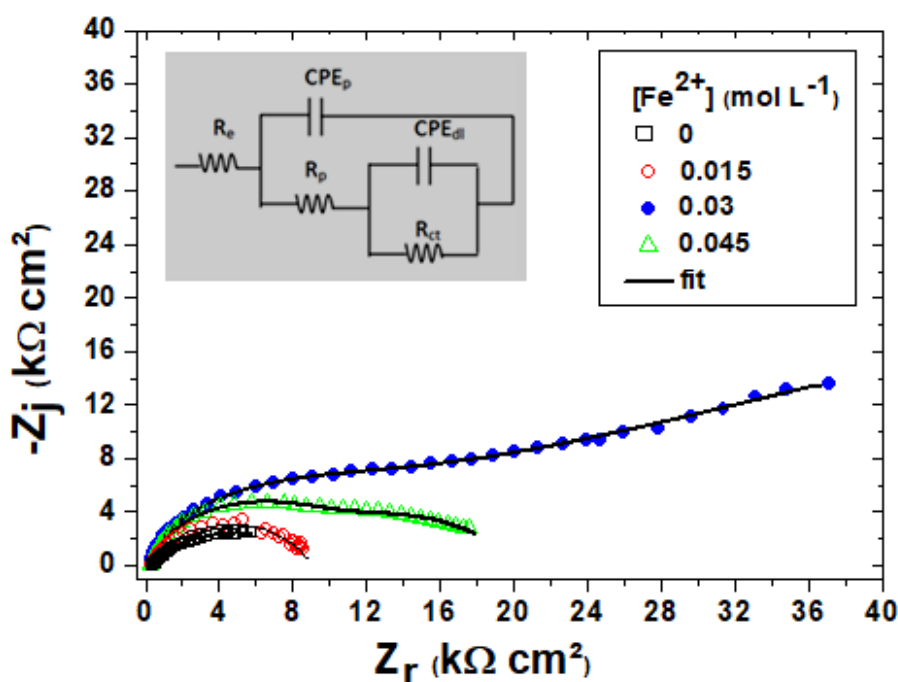 40
36
32
28
24
20
16
12
8
4
0
-Zj (kΩ cm²)
CPEp
Re
CPEdl
Rp
Rct
[Fe²⁺] (mol L⁻¹)
0
0.015
0.03
0.045
fit
0 4 8 12 16 20 24 28 32 36 40
Zr (kΩ cm²)